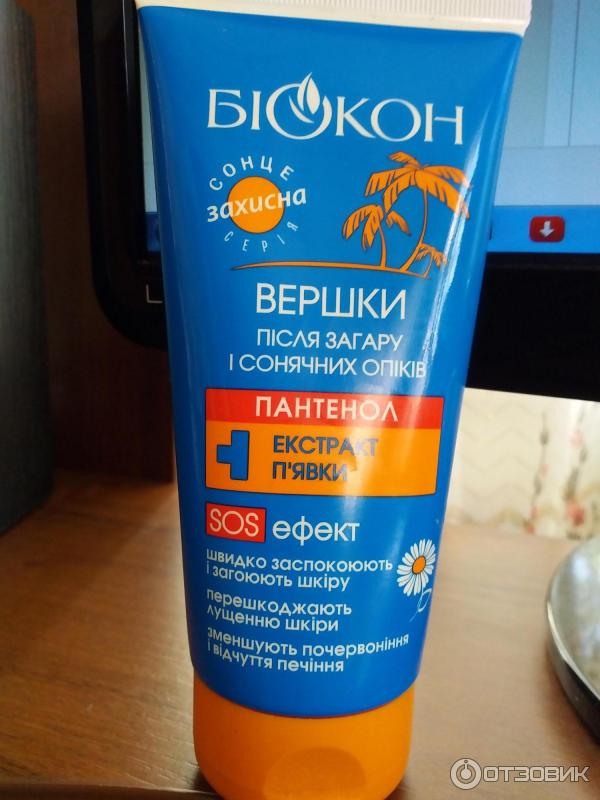 БІОКОН
СОНЦЕ
захисна
СЕРІЯ
ВЕРШКИ
ПІСЛЯ ЗАГАРУ
І СОНЯЧНИХ ОПІКІВ
ПАНТЕНОЛ
ЕКСТРАКТ
П'ЯВКИ
SOS ефект
швидко заспокоюють
і загоюють шкіру
перешкоджають
лущенню шкіри
зменшують почервоніння
і відчуття печіння
ОТЗОВИК